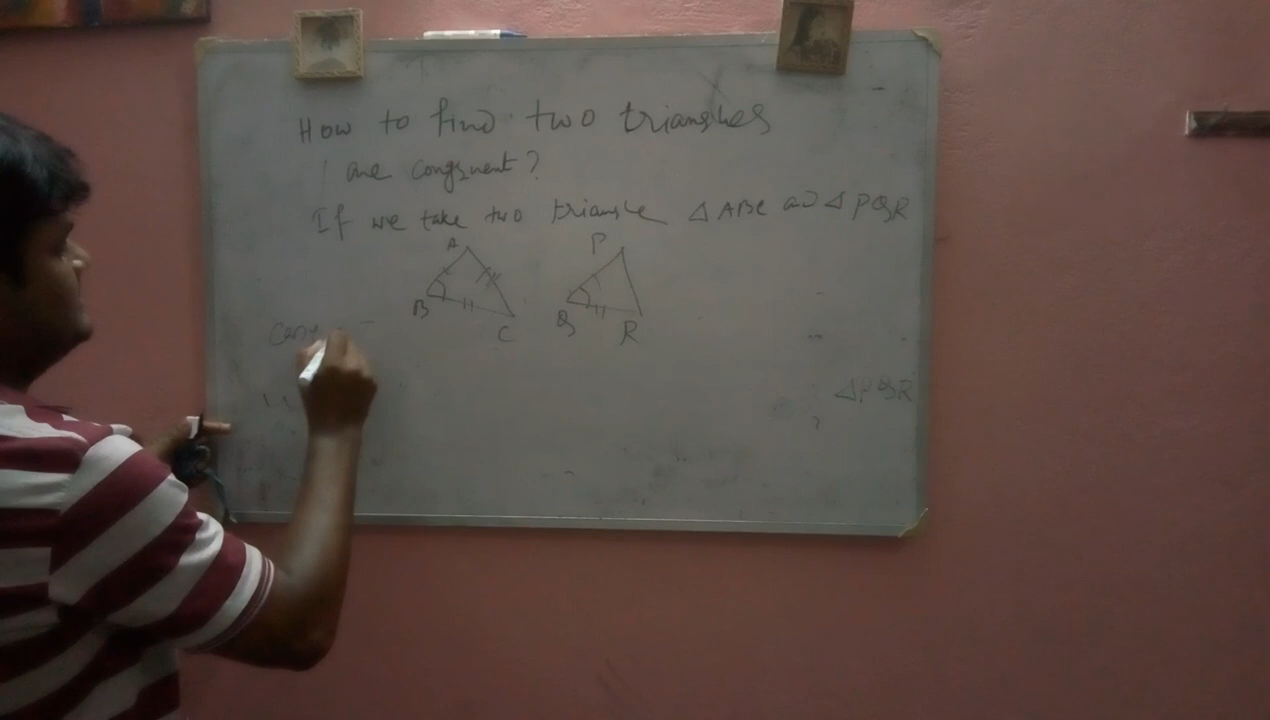 How to find two triangles
are congruent?
If we take two triangle △ABC and △PQR
A P
B C Q R
△PQR